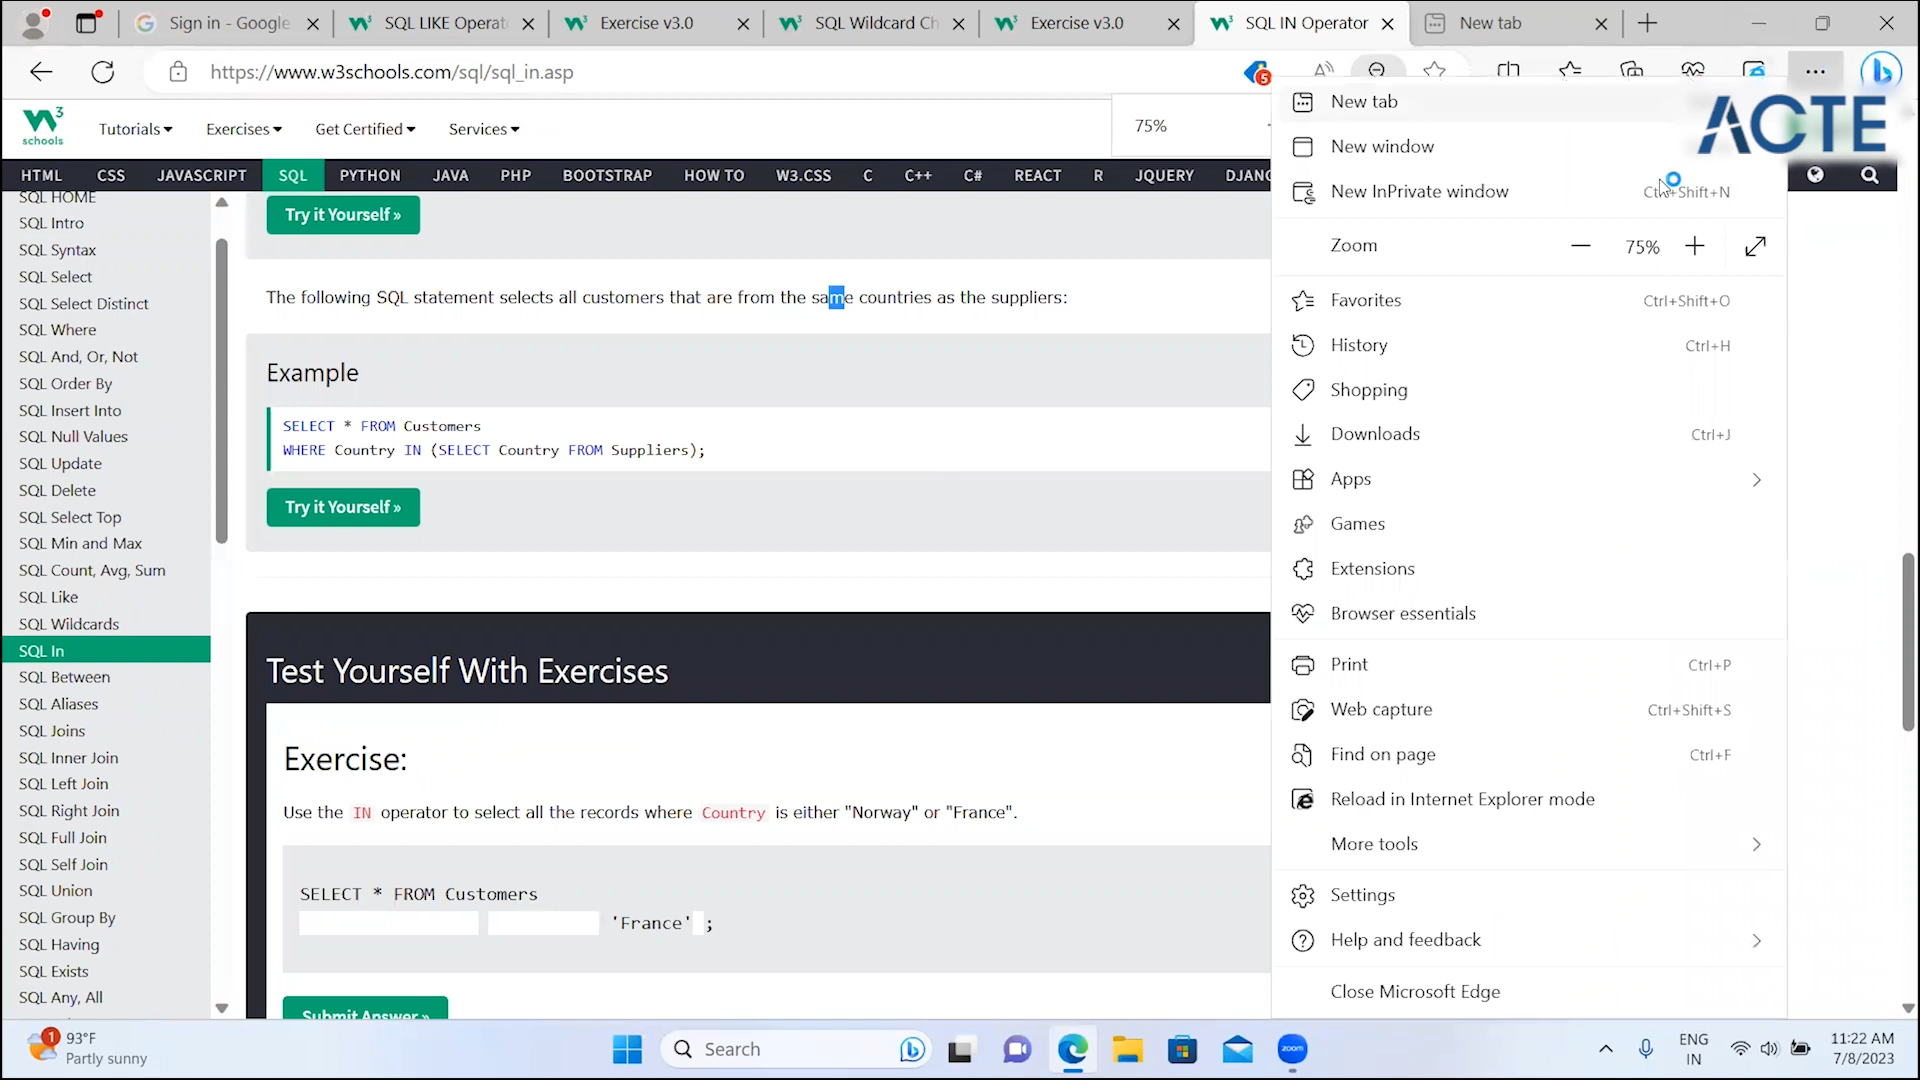 Sign in - Google
SQL LIKE Operat
Exercise v3.0
SQL Wildcard Ch
Exercise v3.0
SQL IN Operator
New tab
https://www.w3schools.com/sql/sql_in.asp
5
schools
Tutorials
Exercises
Get Certified
Services
75%
HTML CSS JAVASCRIPT SQL PYTHON JAVA PHP BOOTSTRAP HOW TO W3.CSS C C++ C# REACT R JQUERY DJANG
SQL HOME
SQL Intro
SQL Syntax
SQL Select
SQL Select Distinct
SQL Where
SQL And, Or, Not
SQL Order By
SQL Insert Into
SQL Null Values
SQL Update
SQL Delete
SQL Select Top
SQL Min and Max
SQL Count, Avg, Sum
SQL Like
SQL Wildcards
SQL In
SQL Between
SQL Aliases
SQL Joins
SQL Inner Join
SQL Left Join
SQL Right Join
SQL Full Join
SQL Self Join
SQL Union
SQL Group By
SQL Having
SQL Exists
SQL Any, All
Try it Yourself »
The following SQL statement selects all customers that are from the same countries as the suppliers:
Example
SELECT * FROM Customers
WHERE Country IN (SELECT Country FROM Suppliers);
Try it Yourself »
Test Yourself With Exercises
Exercise:
Use the IN operator to select all the records where Country is either "Norway" or "France".
SELECT * FROM Customers
'France' ;
Submit Answer »
New tab
New window
New InPrivate window Ctrl+Shift+N
Zoom 75%
Favorites Ctrl+Shift+O
History Ctrl+H
Shopping
Downloads Ctrl+J
Apps
Games
Extensions
Browser essentials
Print Ctrl+P
Web capture Ctrl+Shift+S
Find on page Ctrl+F
Reload in Internet Explorer mode
More tools
Settings
Help and feedback
Close Microsoft Edge
ACTE
1
93°F
Partly sunny
Search
zoom
ENG
IN
11:22 AM
7/8/2023